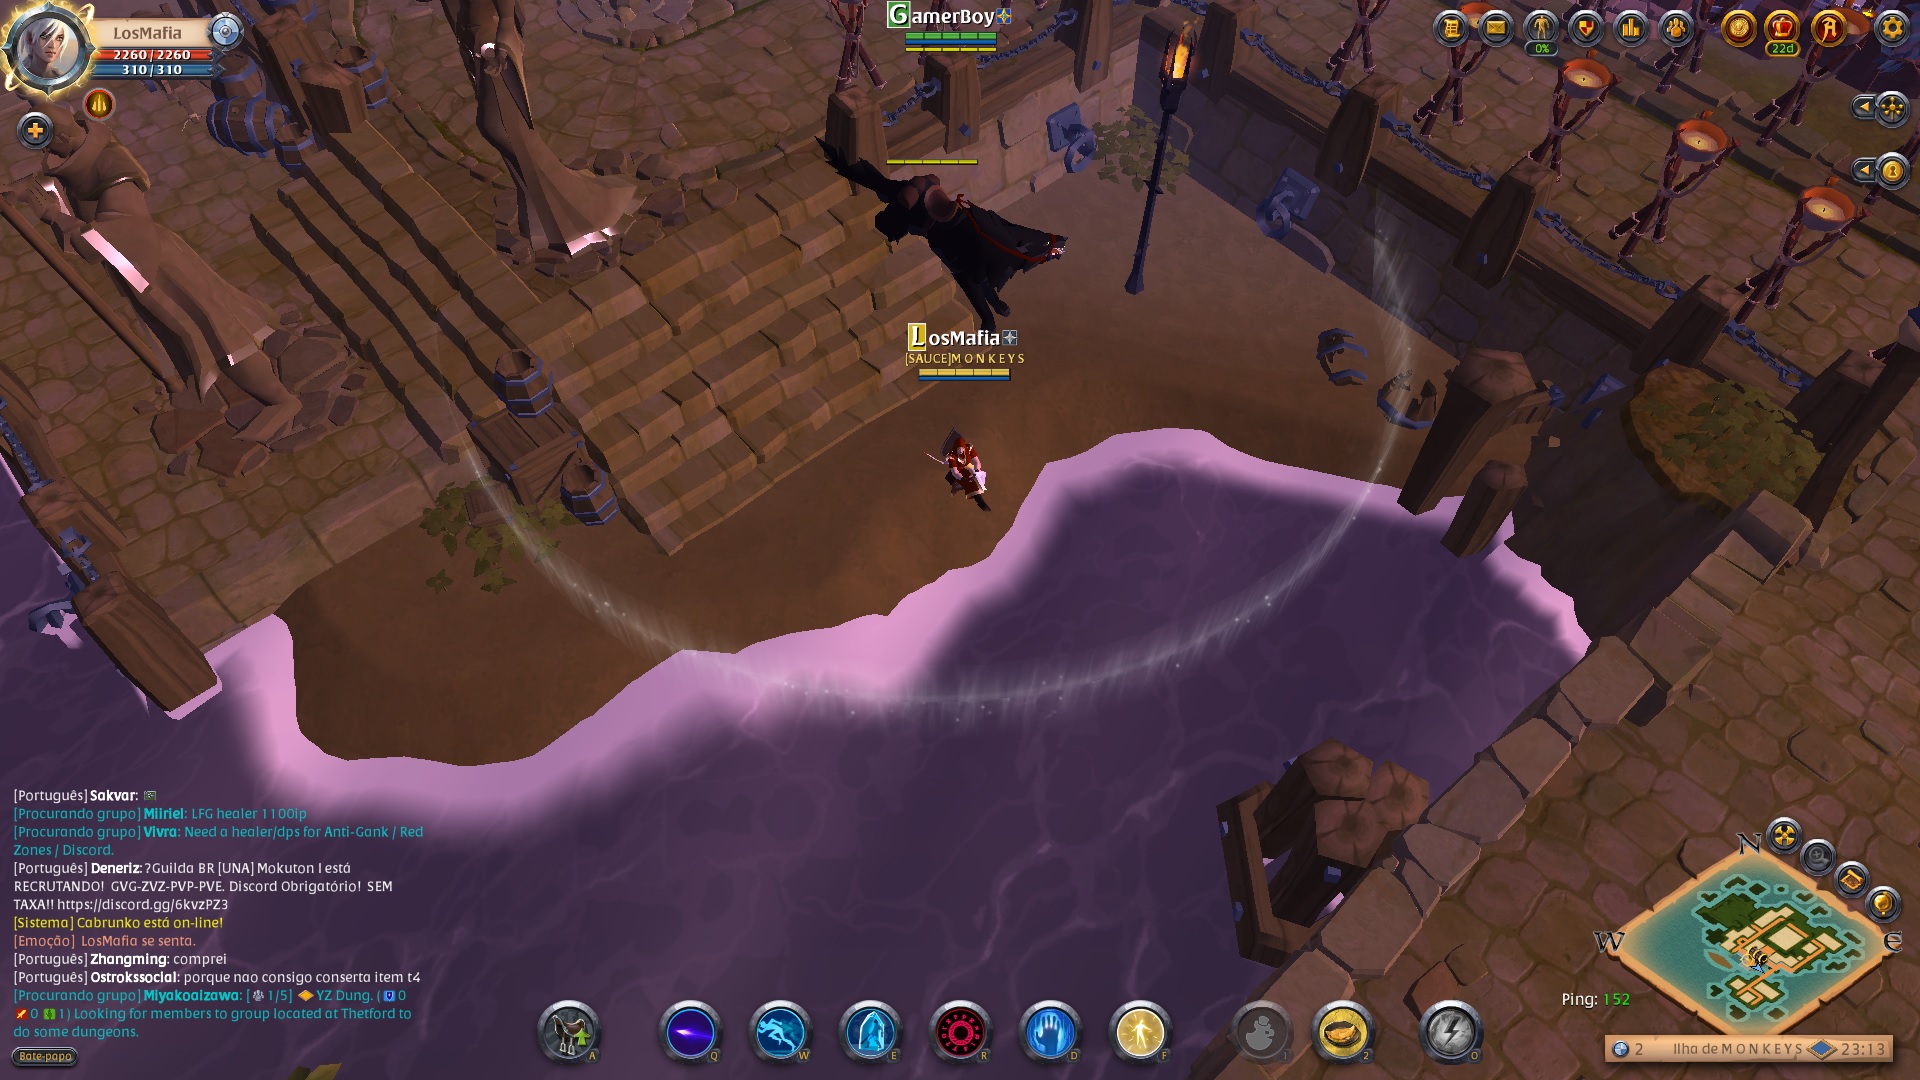 GamerBoy
LosMafia
2260/2260
310/310
0%
22d
LosMafia
[SAUCE]M O N K E Y S
[Português] Sakvar:
[Procurando grupo] Miiriel: LFG healer 1100ip
[Procurando grupo] Vivra: Need a healer/dps for Anti-Gank / Red
Zones / Discord.
[Português] Deneriz: ?Guilda BR [UNA] Mokuton I está
RECRUTANDO! GVG-ZVZ-PVP-PVE. Discord Obrigatório! SEM
TAXA!! https://discord.gg/6kvzPZ3
[Sistema] Cabrunko está on-line!
[Emoção] LosMafia se senta.
[Português] Zhangming: comprei
[Português] Ostrokssocial: porque nao consigo conserta item t4
[Procurando grupo] Miyakoaizawa: [ 1/5] YZ Dung. ( 0
0 1 ) Looking for members to group located at Thetford to
do some dungeons.
Bate-papo
A
Q
W
E
R
D
F
I
2
O
N
W
E
Ping: 152
2 Ilha de M O N K E Y S 23:13